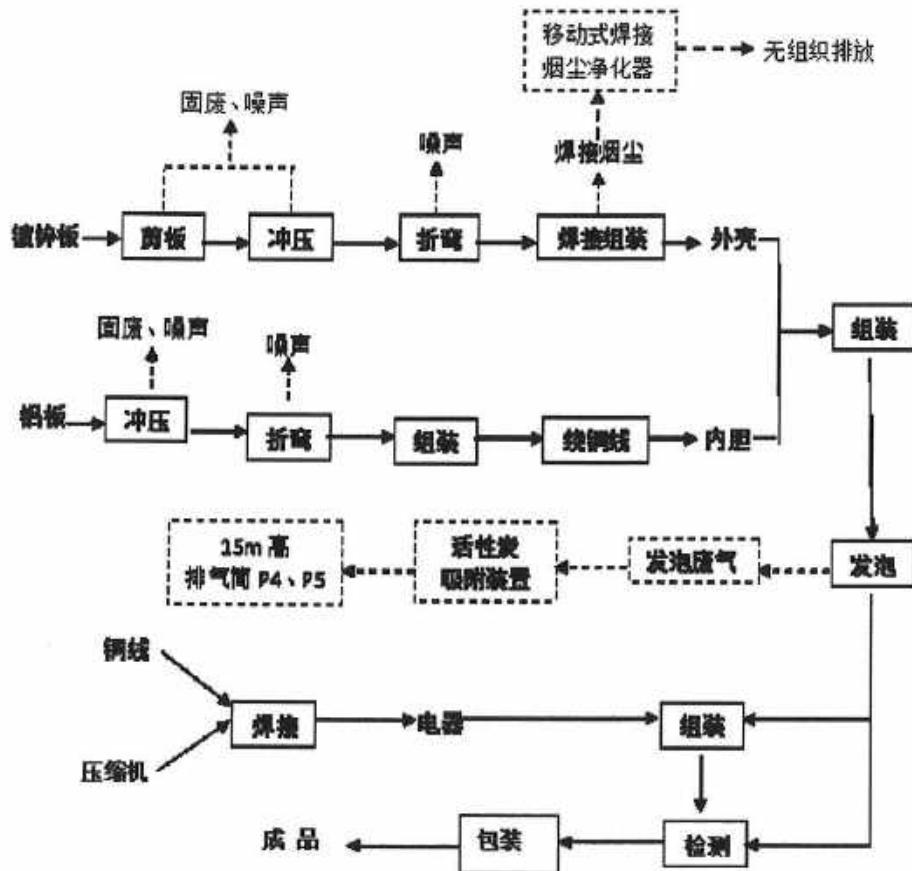 移动式焊接
烟尘净化器
无组织排放
固废、噪声
噪声
焊接烟尘
镀锌板
剪板
冲压
折弯
焊接组装
外壳
固废、噪声
噪声
组装
铝板
冲压
折弯
组装
绕铜线
内胆
15m 高
排气筒 P4、P5
活性炭
吸附装置
发泡废气
发泡
铜线
焊接
电器
组装
压缩机
成 品
包装
检测